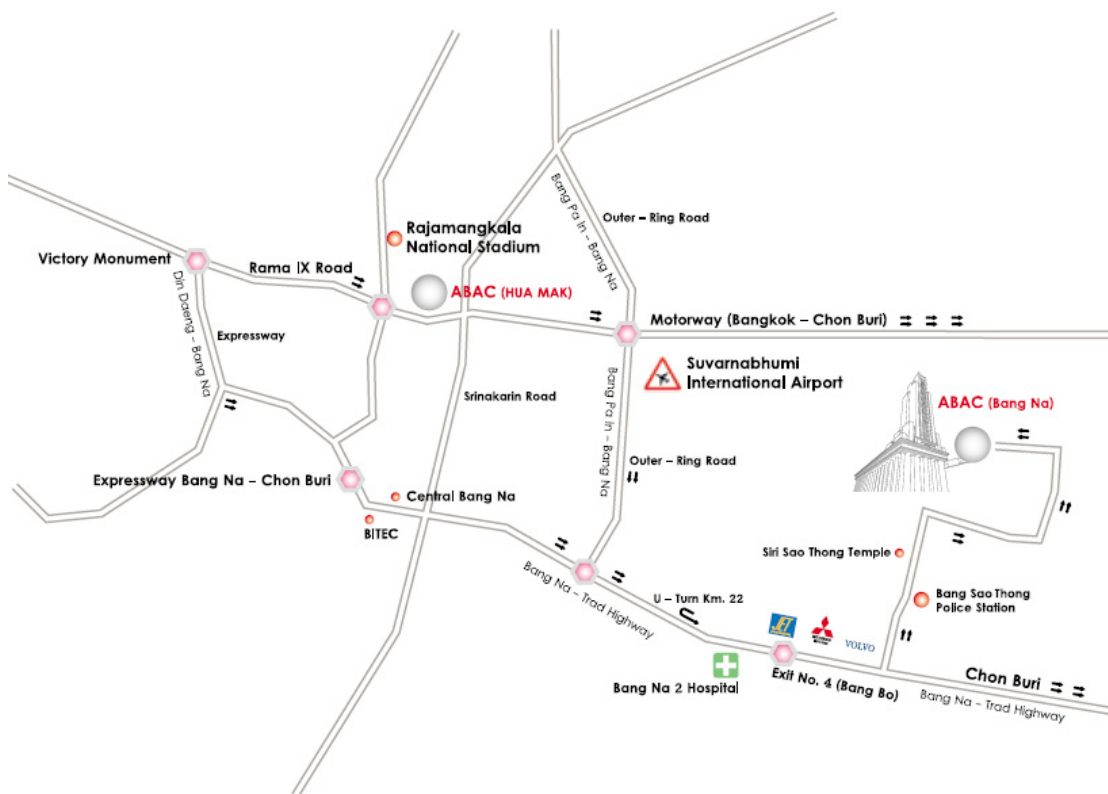 Bang Pa In – Bang Na
Outer – Ring Road
Rajamangkala
National Stadium
Victory Monument
Rama IX Road
ABAC (HUA MAK)
Din Daeng – Bang Na
Expressway
Motorway (Bangkok – Chon Buri)
Suvarnabhumi
International Airport
Bang Pa In – Bang Na
Srinakarin Road
ABAC (Bang Na)
Outer – Ring Road
Expressway Bang Na – Chon Buri
Central Bang Na
BITEC
Siri Sao Thong Temple
Bang Na – Trad Highway
U – Turn Km. 22
Bang Sao Thong
Police Station
JET
VOLVO
Bang Na 2 Hospital
Exit No. 4 (Bang Bo)
Chon Buri
Bang Na – Trad Highway